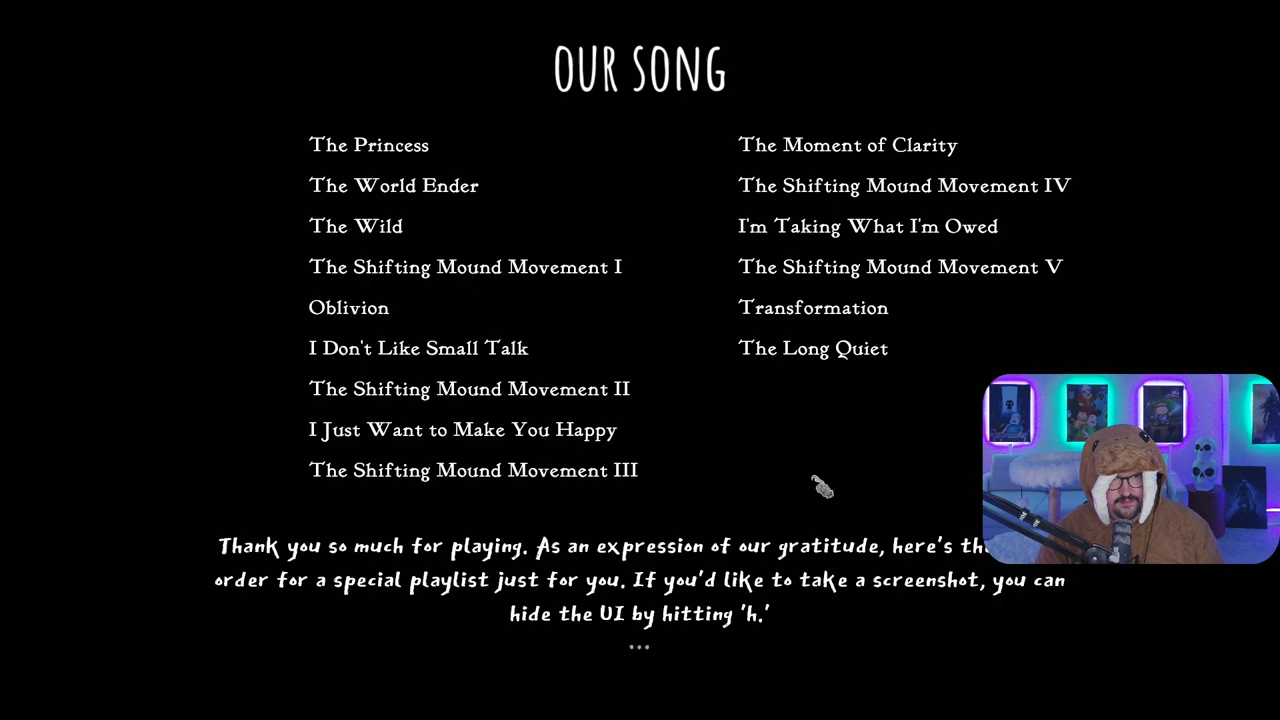 OUR SONG
The Princess
The World Ender
The Wild
The Shifting Mound Movement I
Oblivion
I Don't Like Small Talk
The Shifting Mound Movement II
I Just Want to Make You Happy
The Shifting Mound Movement III
The Moment of Clarity
The Shifting Mound Movement IV
I'm Taking What I'm Owed
The Shifting Mound Movement V
Transformation
The Long Quiet
Thank you so much for playing. As an expression of our gratitude, here's
order for a special playlist just for you. If you'd like to take a screenshot, you can
hide the UI by hitting 'h.'
...